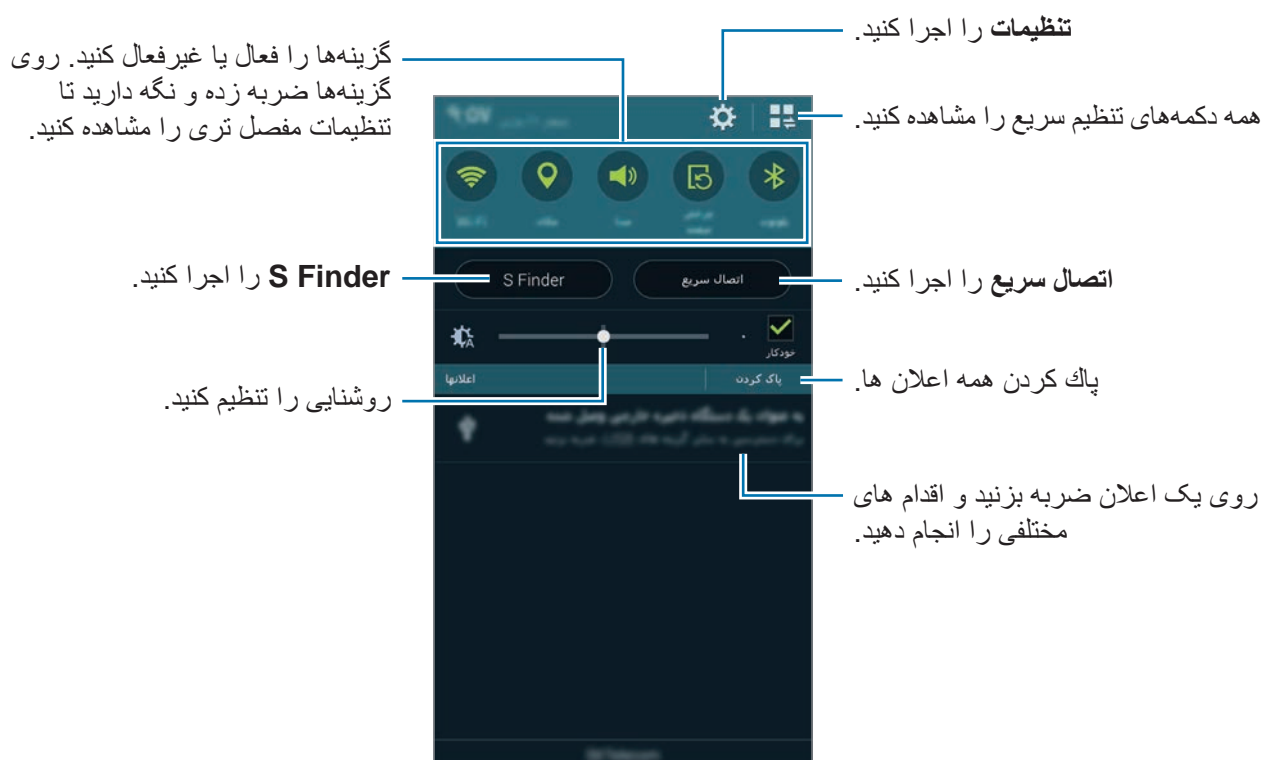 تنظیمات را اجرا کنید.
همه دکمه‌های تنظیم سریع را مشاهده کنید.
گزینه‌ها را فعال یا غیرفعال کنید. روی
گزینه‌ها ضربه زده و نگه دارید تا
تنظیمات مفصل تری را مشاهده کنید.
اتصال سریع را اجرا کنید.
S Finder را اجرا کنید.
اتصال سریع
S Finder
خودکار
پاك كردن همه اعلان ها.
روشنایی را تنظیم کنید.
پاک کردن
اعلانها
روی یک اعلان ضربه بزنید و اقدام های
مختلفی را انجام دهید.